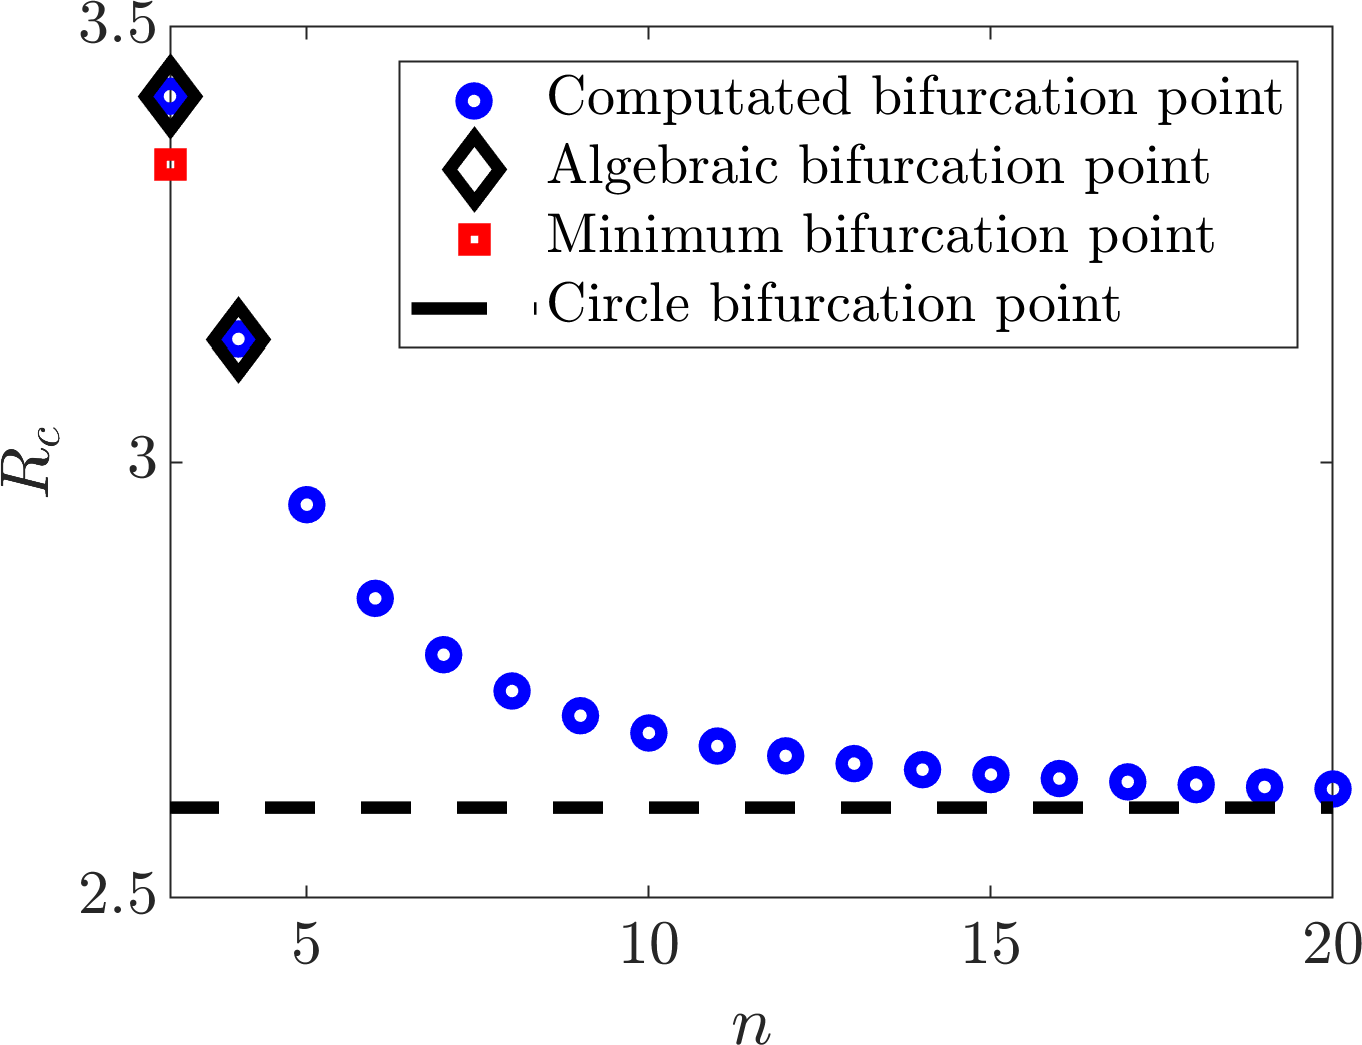 3.5
3
2.5
R_c
Computated bifurcation point
Algebraic bifurcation point
Minimum bifurcation point
Circle bifurcation point
5 10 15 20
n